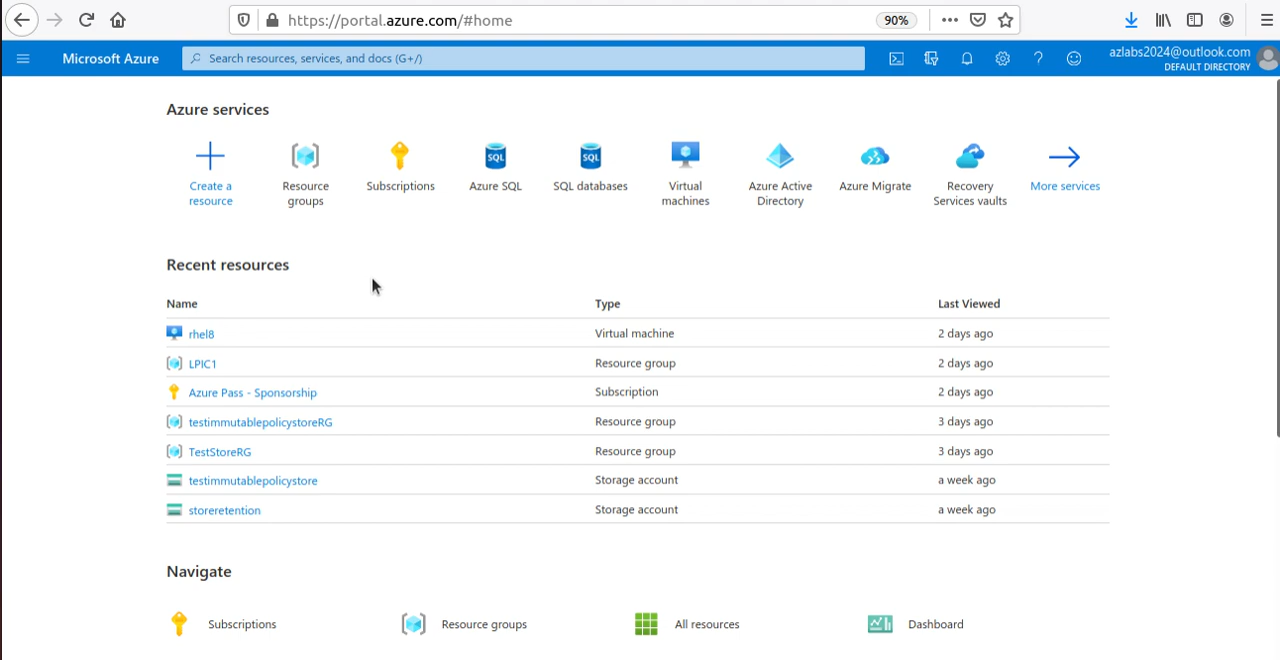 https://portal.azure.com/#home
90%
Microsoft Azure
Search resources, services, and docs (G+/)
azlabs2024@outlook.com
DEFAULT DIRECTORY
Azure services
Create a resource
Resource groups
Subscriptions
Azure SQL
SQL databases
Virtual machines
Azure Active Directory
Azure Migrate
Recovery Services vaults
More services
SQL
SQL
Recent resources
Name Type Last Viewed
rhel8 Virtual machine 2 days ago
LPIC1 Resource group 2 days ago
Azure Pass - Sponsorship Subscription 2 days ago
testimmutablepolicystoreRG Resource group 3 days ago
TestStoreRG Resource group 3 days ago
testimmutablepolicystore Storage account a week ago
storeretention Storage account a week ago
Navigate
Subscriptions Resource groups All resources Dashboard